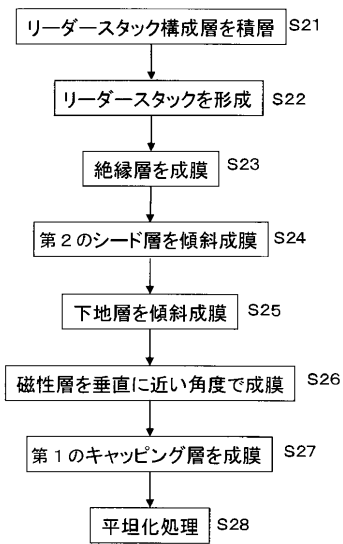 リーダースタック構成層を積層 S21
リーダースタックを形成 S22
絶縁層を成膜 S23
第2のシード層を傾斜成膜 S24
下地層を傾斜成膜 S25
磁性層を垂直に近い角度で成膜 S26
第1のキャッピング層を成膜 S27
平坦化処理 S28